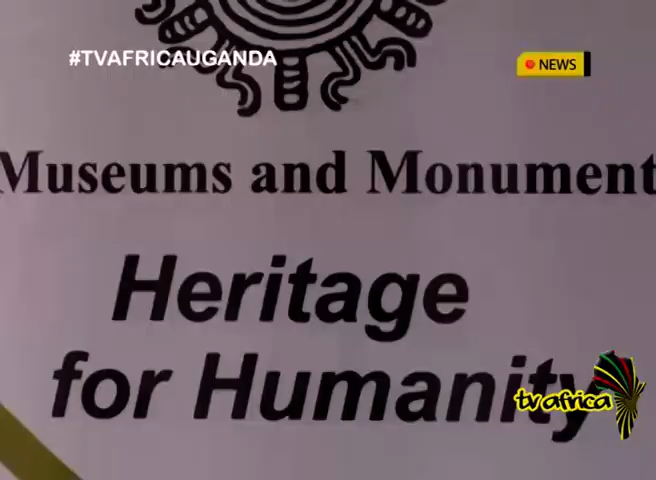 #TVAFRICAUGANDA
NEWS
Museums and Monument
Heritage
for Humanity
tv africa